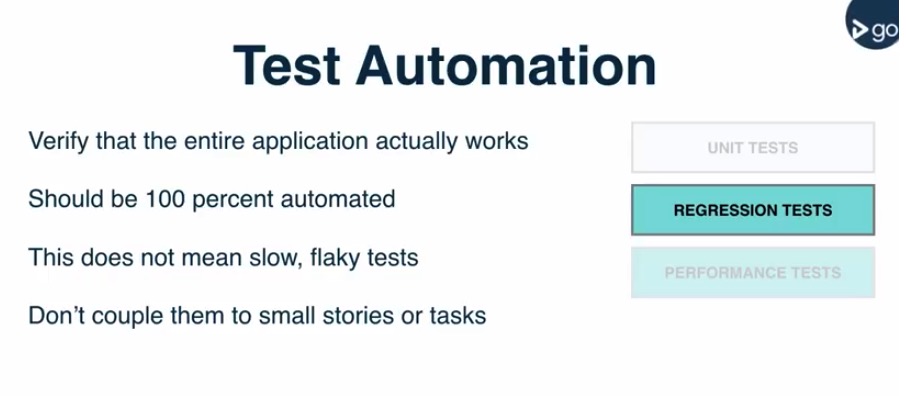 go
Test Automation
Verify that the entire application actually works
Should be 100 percent automated
This does not mean slow, flaky tests
Don’t couple them to small stories or tasks
UNIT TESTS
REGRESSION TESTS
PERFORMANCE TESTS